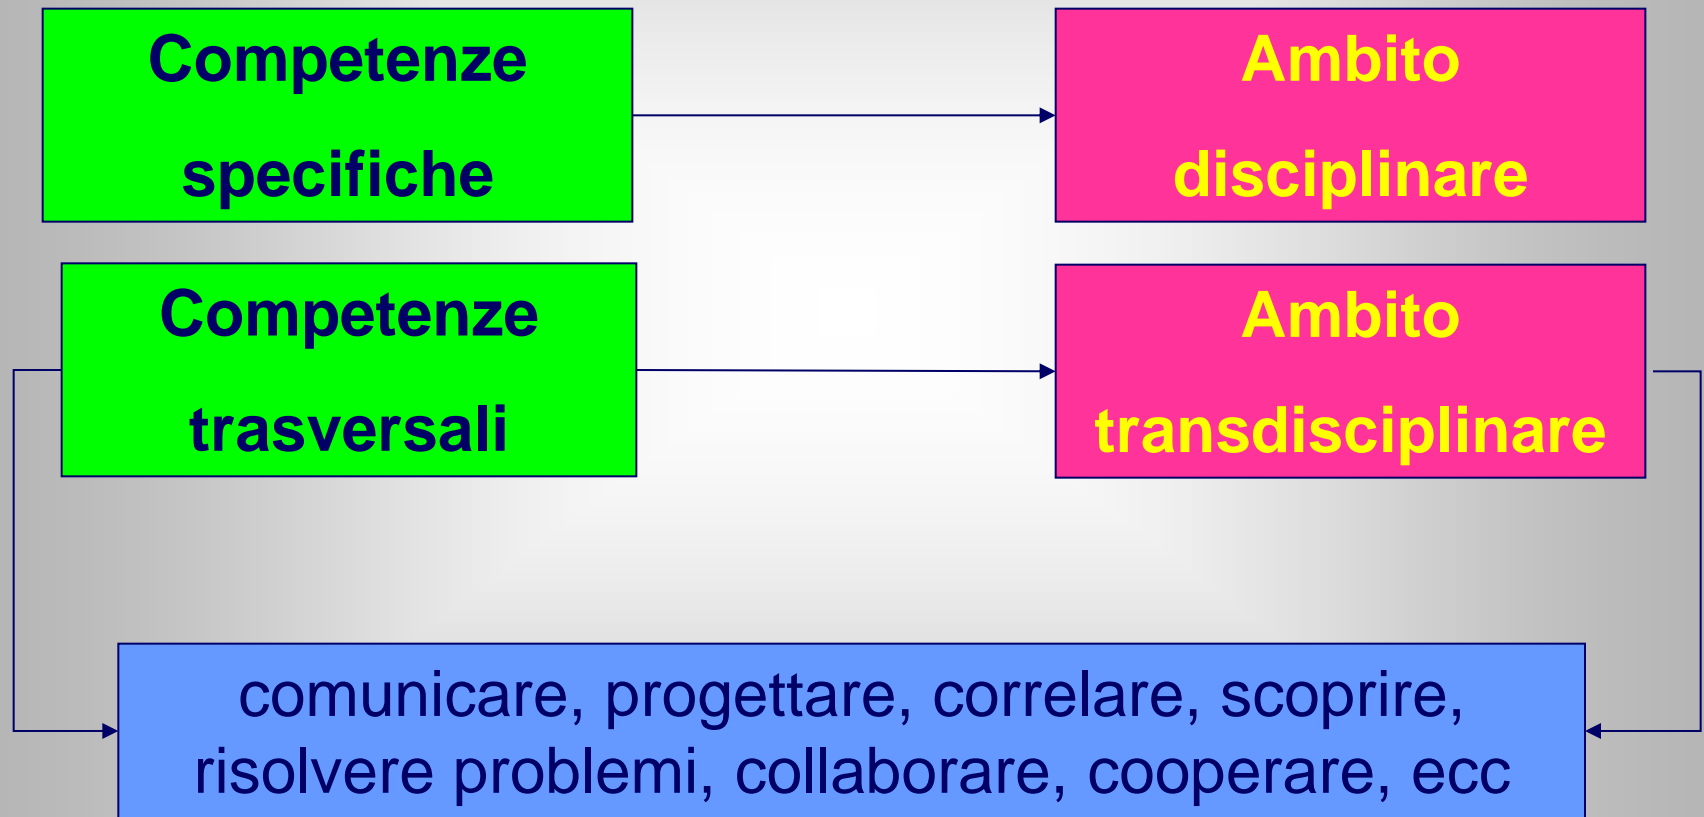 Competenze
specifiche
Ambito
disciplinare
Competenze
trasversali
Ambito
transdisciplinare
comunicare, progettare, correlare, scoprire,
risolvere problemi, collaborare, cooperare, ecc